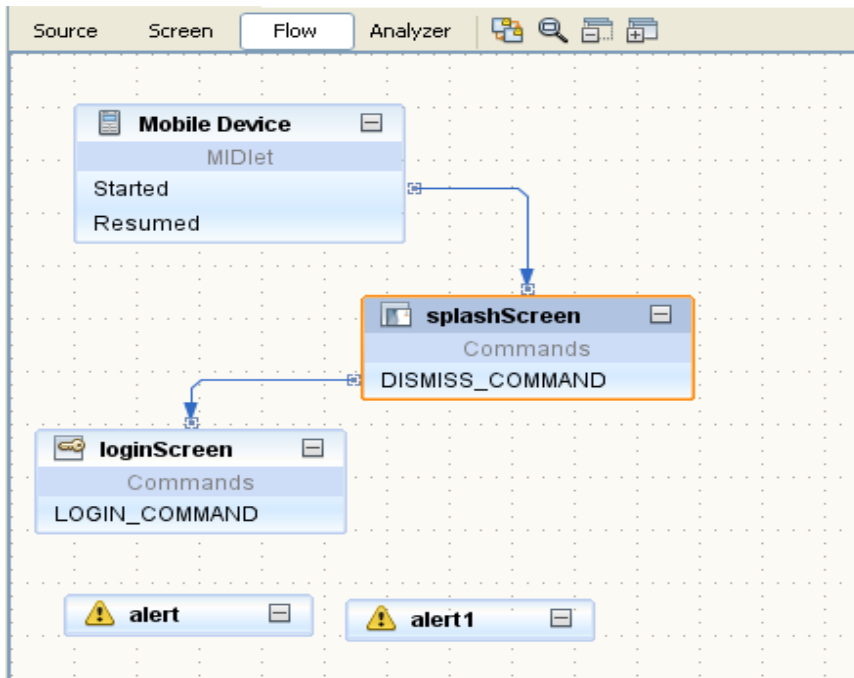 Source Screen Flow Analyzer
Mobile Device
MIDlet
Started
Resumed
splashScreen
Commands
DISMISS_COMMAND
loginScreen
Commands
LOGIN_COMMAND
alert
alert1